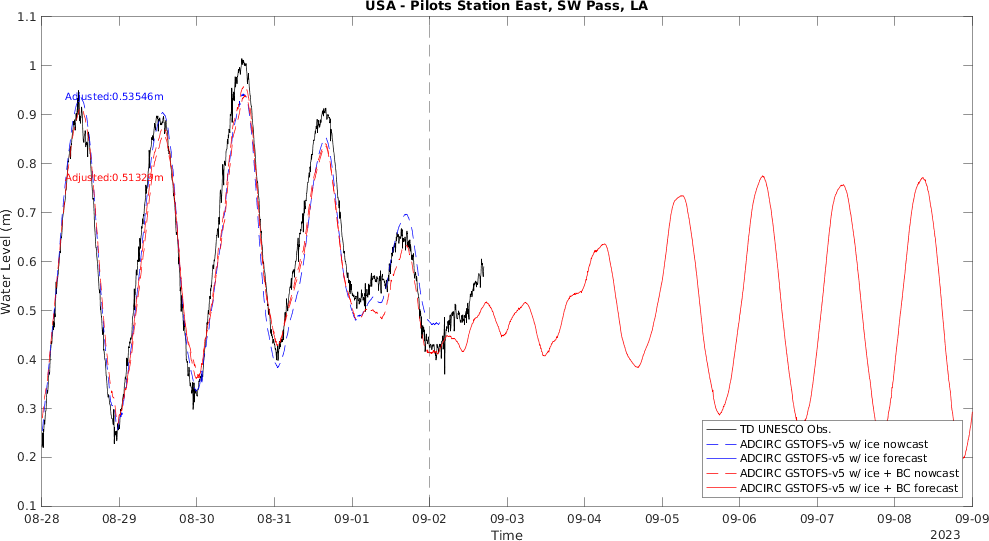 USA - Pilots Station East, SW Pass, LA
Water Level (m)
1.1
1
0.9
0.8
0.7
0.6
0.5
0.4
0.3
0.2
0.1
Adjusted:0.53546m
Adjusted:0.51329m
TD UNESCO Obs.
ADCIRC GSTOFS-v5 w/ ice nowcast
ADCIRC GSTOFS-v5 w/ ice forecast
ADCIRC GSTOFS-v5 w/ ice + BC nowcast
ADCIRC GSTOFS-v5 w/ ice + BC forecast
08-28 08-29 08-30 08-31 09-01 09-02 09-03 09-04 09-05 09-06 09-07 09-08 09-09
Time
2023